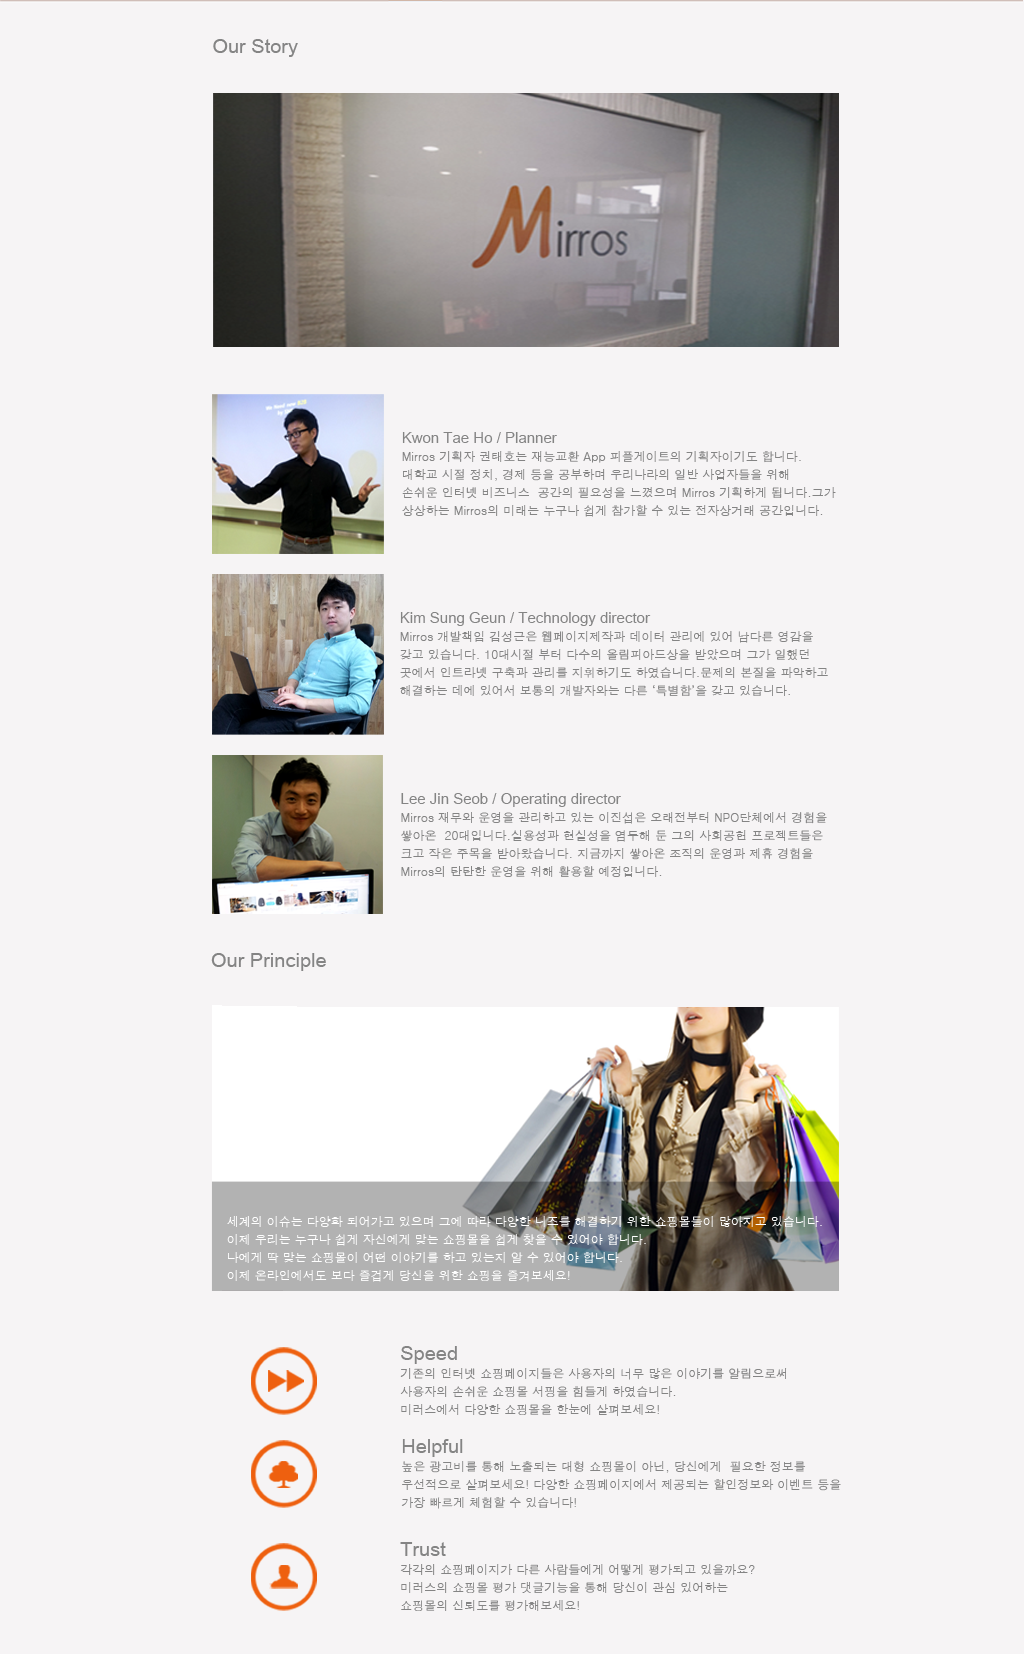 Our Story
Mirros
Kwon Tae Ho / Planner
Mirros 기획자 권태호는 재능교환 App 피플게이트의 기획자이기도 합니다.
대학교 시절 정치, 경제 등을 공부하며 우리나라의 일반 사업자들을 위해
손쉬운 인터넷 비즈니스  공간의 필요성을 느꼈으며 Mirros 기획하게 됩니다.그가
상상하는 Mirros의 미래는 누구나 쉽게 참가할 수 있는 전자상거래 공간입니다.
Kim Sung Geun / Technology director
Mirros 개발책임 김성근은 웹페이지제작과 데이터 관리에 있어 남다른 영감을
갖고 있습니다. 10대시절 부터 다수의 올림피아드상을 받았으며 그가 일했던
곳에서 인트라넷 구축과 관리를 지휘하기도 하였습니다.문제의 본질을 파악하고
해결하는 데에 있어서 보통의 개발자와는 다른 ‘특별함’을 갖고 있습니다.
Lee Jin Seob / Operating director
Mirros 재무와 운영을 관리하고 있는 이진섭은 오래전부터 NPO단체에서 경험을
쌓아온  20대입니다.실용성과 현실성을 염두해 둔 그의 사회공헌 프로젝트들은
크고 작은 주목을 받아왔습니다. 지금까지 쌓아온 조직의 운영과 제휴 경험을
Mirros의 탄탄한 운영을 위해 활용할 예정입니다.
Our Principle
세계의 이슈는 다양화 되어가고 있으며 그에 따라 다양한 니즈를 해결하기 위한 쇼핑몰들이 많아지고 있습니다.
이제 우리는 누구나 쉽게 자신에게 맞는 쇼핑몰을 쉽게 찾을 수 있어야 합니다.
나에게 딱 맞는 쇼핑몰이 어떤 이야기를 하고 있는지 알 수 있어야 합니다.
이제 온라인에서도 보다 즐겁게 당신을 위한 쇼핑을 즐겨보세요!
Speed
기존의 인터넷 쇼핑페이지들은 사용자의 너무 많은 이야기를 알림으로써
사용자의 손쉬운 쇼핑몰 서핑을 힘들게 하였습니다.
미러스에서 다양한 쇼핑몰을 한눈에 살펴보세요!
Helpful
높은 광고비를 통해 노출되는 대형 쇼핑몰이 아닌, 당신에게  필요한 정보를
우선적으로 살펴보세요! 다양한 쇼핑페이지에서 제공되는 할인정보와 이벤트 등을
가장 빠르게 체험할 수 있습니다!
Trust
각각의 쇼핑페이지가 다른 사람들에게 어떻게 평가되고 있을까요?
미러스의 쇼핑몰 평가 댓글기능을 통해 당신이 관심 있어하는
쇼핑몰의 신뢰도를 평가해보세요!